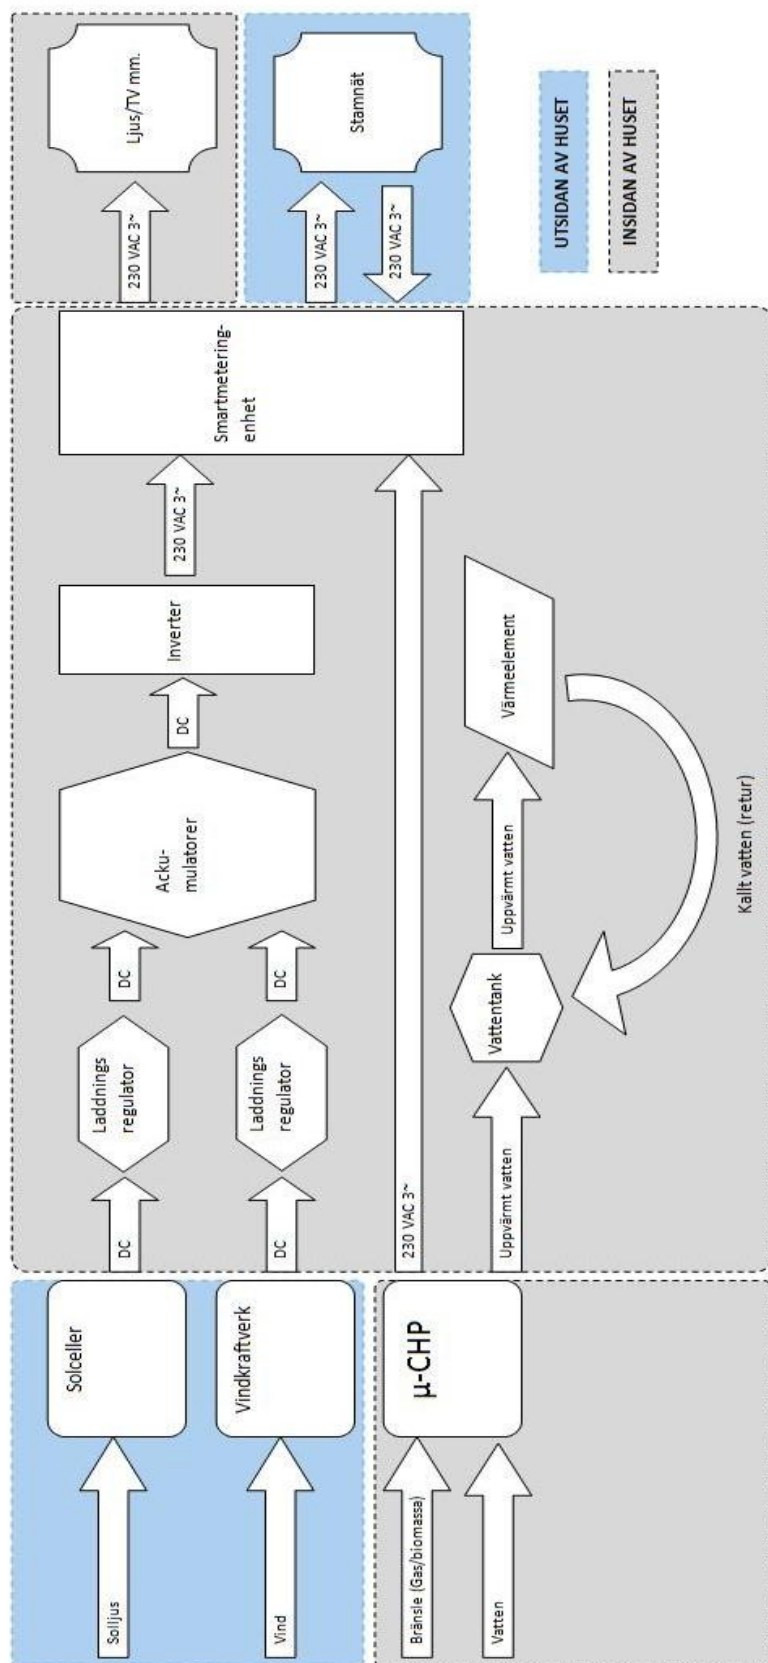 Solljus
Solceller
DC
Laddnings
regulator
DC
Vind
Vindkraftverk
DC
Laddnings
regulator
DC
Acku-
mulatorer
DC
Inverter
230 VAC 3~
Smartmetering-
enhet
230 VAC 3~
Ljus/TV mm.
230 VAC 3~
Stamnät
230 VAC 3~
Bränsle (Gas/biomassa)
Vatten
μ-CHP
230 VAC 3~
Uppvärmt vatten
Vattentank
Uppvärmt vatten
Värmeelement
Kallt vatten (retur)
UTSIDAN AV HUSET
INSIDAN AV HUSET